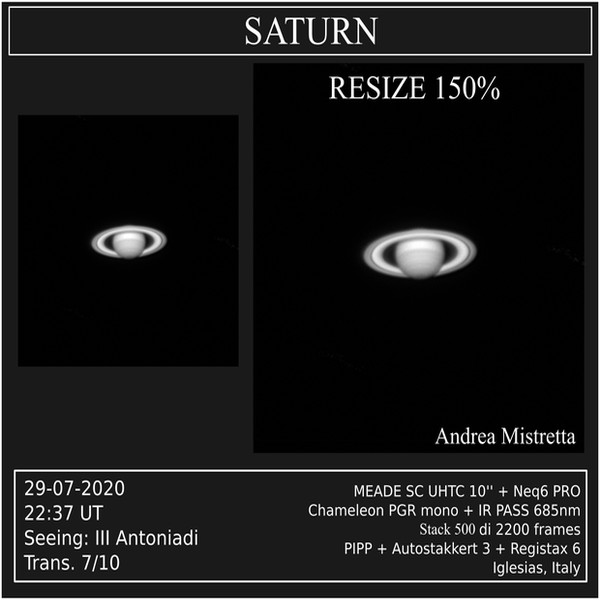 SATURN
RESIZE 150%
Andrea Mistretta
29-07-2020
22:37 UT
Seeing: III Antoniadi
Trans. 7/10
MEADE SC UHTC 10'' + Neq6 PRO
Chameleon PGR mono + IR PASS 685nm
Stack 500 di 2200 frames
PIPP + Autostakkert 3 + Registax 6
Iglesias, Italy